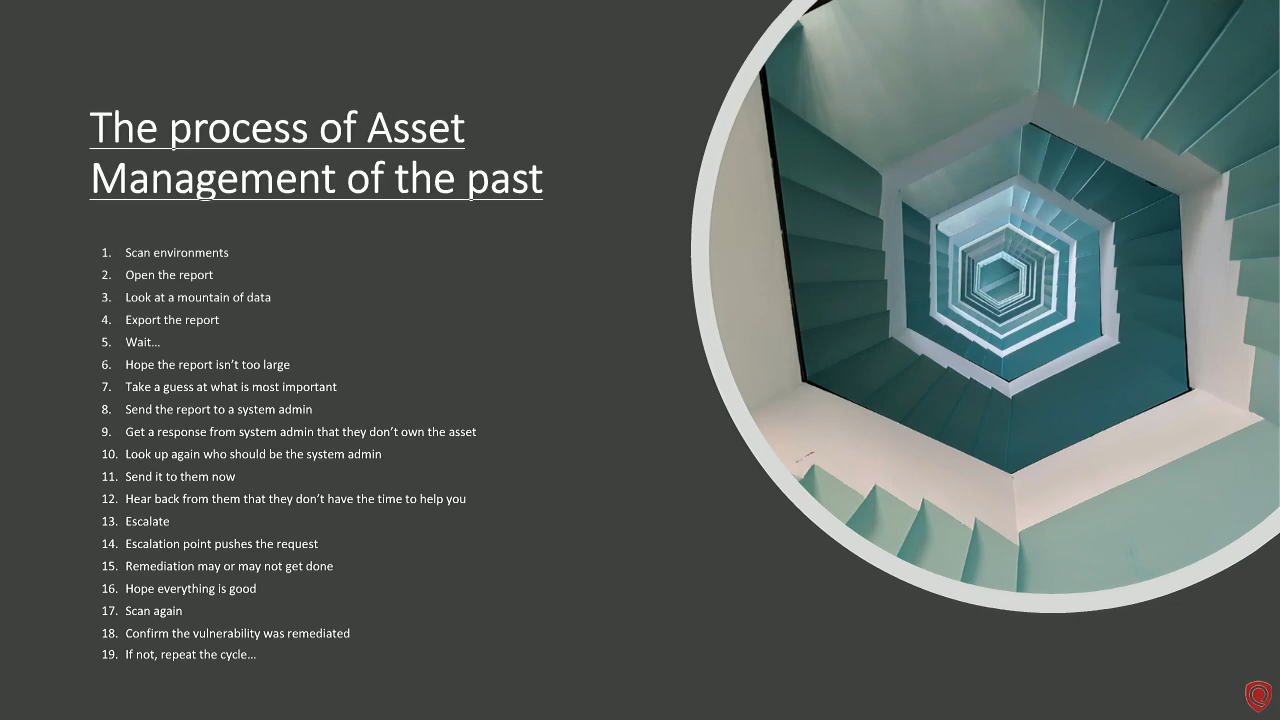 The process of Asset
Management of the past
1. Scan environments
2. Open the report
3. Look at a mountain of data
4. Export the report
5. Wait…
6. Hope the report isn’t too large
7. Take a guess at what is most important
8. Send the report to a system admin
9. Get a response from system admin that they don’t own the asset
10. Look up again who should be the system admin
11. Send it to them now
12. Hear back from them that they don’t have the time to help you
13. Escalate
14. Escalation point pushes the request
15. Remediation may or may not get done
16. Hope everything is good
17. Scan again
18. Confirm the vulnerability was remediated
19. If not, repeat the cycle…